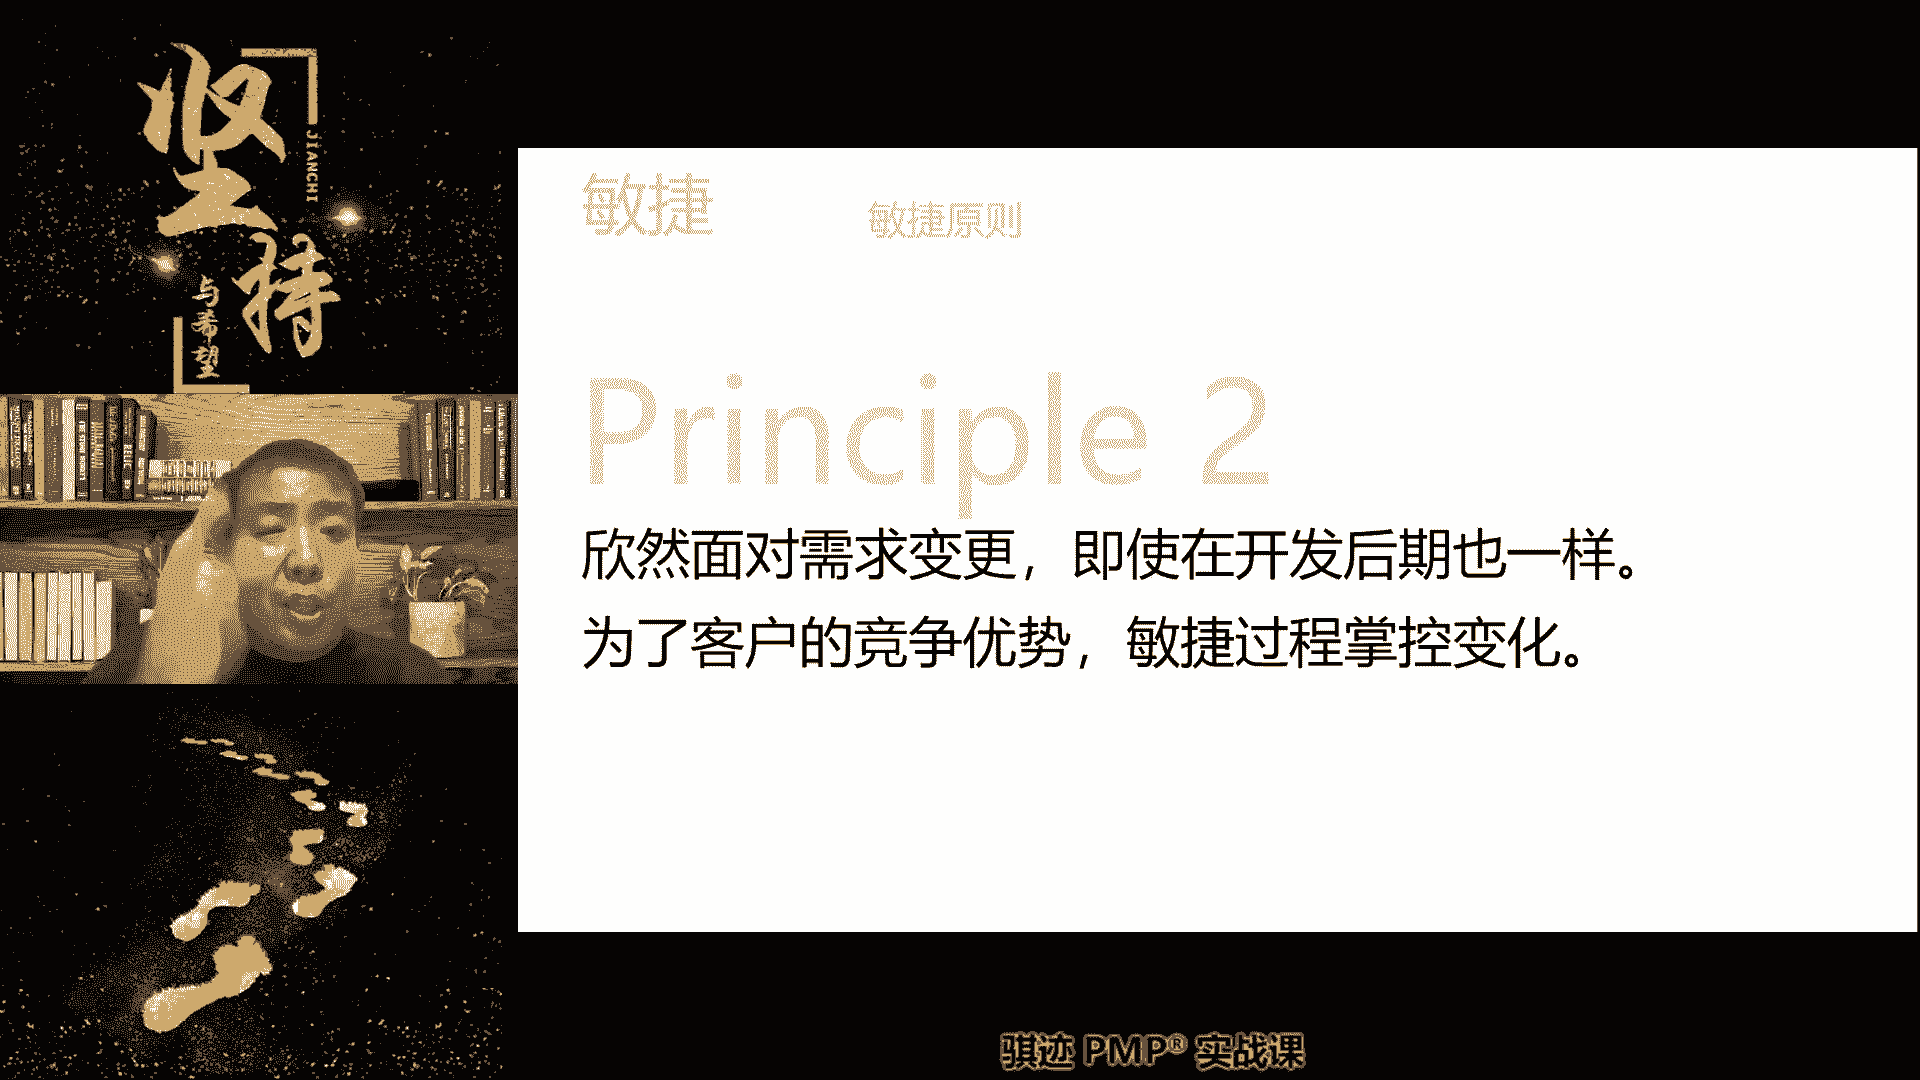 坚持
JIANCHI
与希望
敏捷
敏捷原则
Principle 2
欣然面对需求变更，即使在开发后期也一样。
为了客户的竞争优势，敏捷过程掌控变化。
骐迹 PMP® 实战课